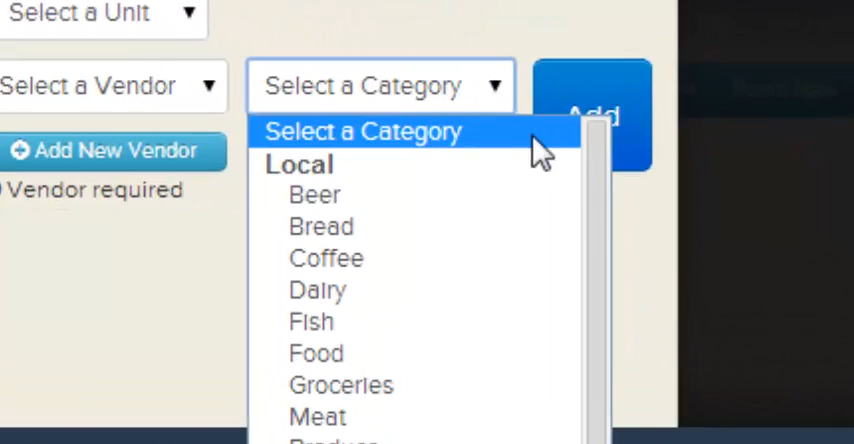 Select a Unit
Select a Vendor
Select a Category
Add
Add New Vendor
Vendor required
Select a Category
Local
Beer
Bread
Coffee
Dairy
Fish
Food
Groceries
Meat
Produce